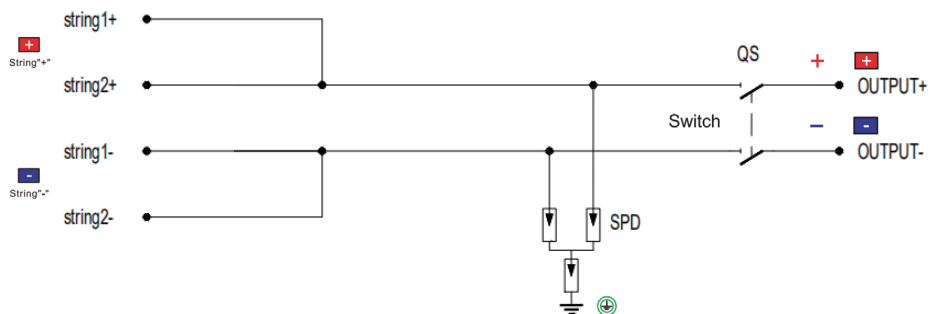 string1+
+
String"+"
string2+
QS
+
+
OUTPUT+
Switch
string1-
-
-
-
OUTPUT-
String"-"
string2-
SPD